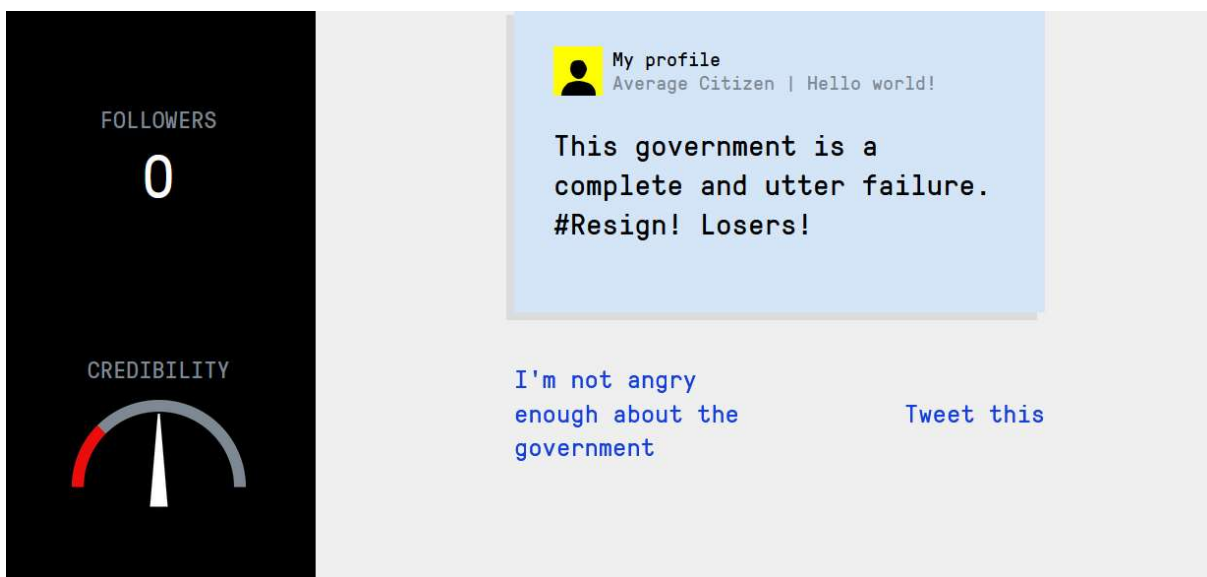 FOLLOWERS
0
CREDIBILITY
My profile
Average Citizen | Hello world!
This government is a
complete and utter failure.
#Resign! Losers!
I'm not angry
enough about the
government
Tweet this